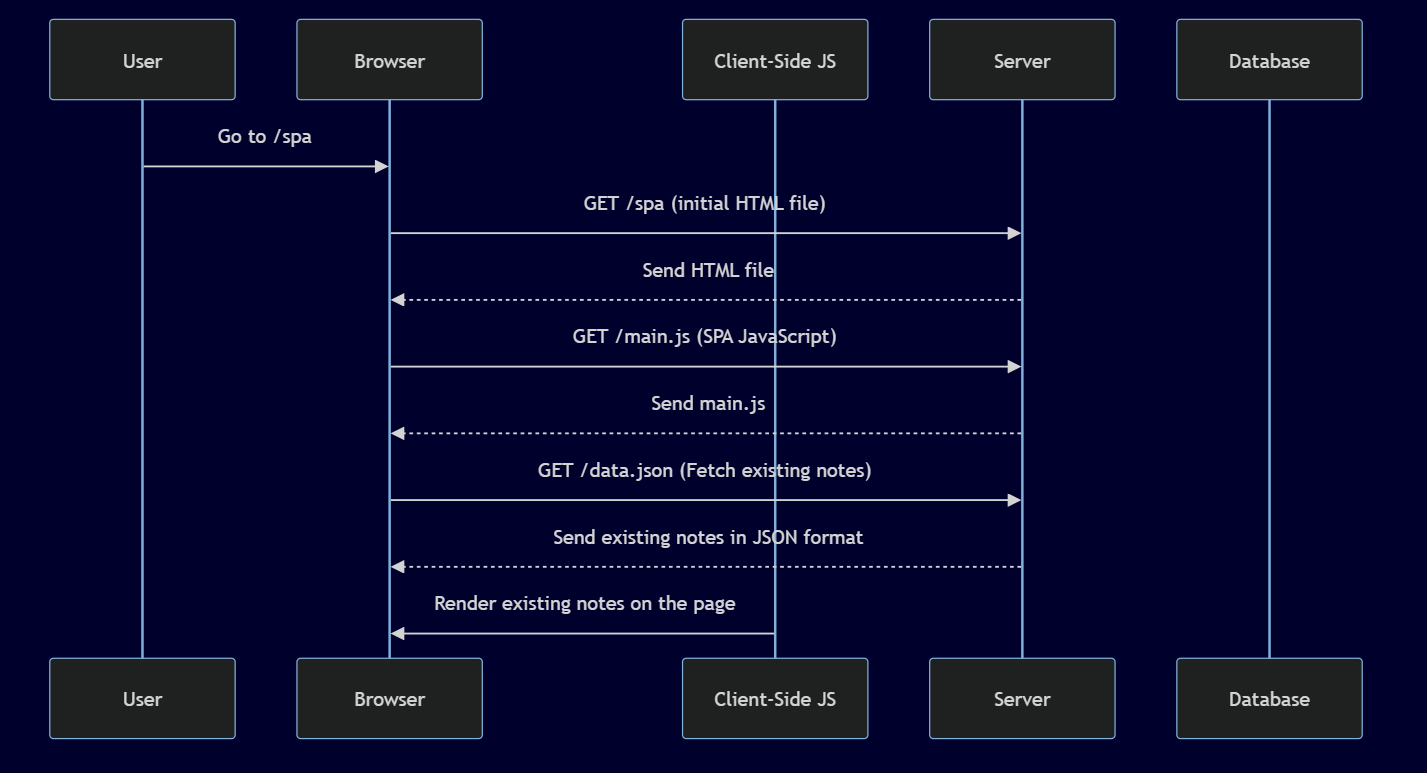 User
Browser
Client-Side JS
Server
Database
Go to /spa
GET /spa (initial HTML file)
Send HTML file
GET /main.js (SPA JavaScript)
Send main.js
GET /data.json (Fetch existing notes)
Send existing notes in JSON format
Render existing notes on the page
User
Browser
Client-Side JS
Server
Database